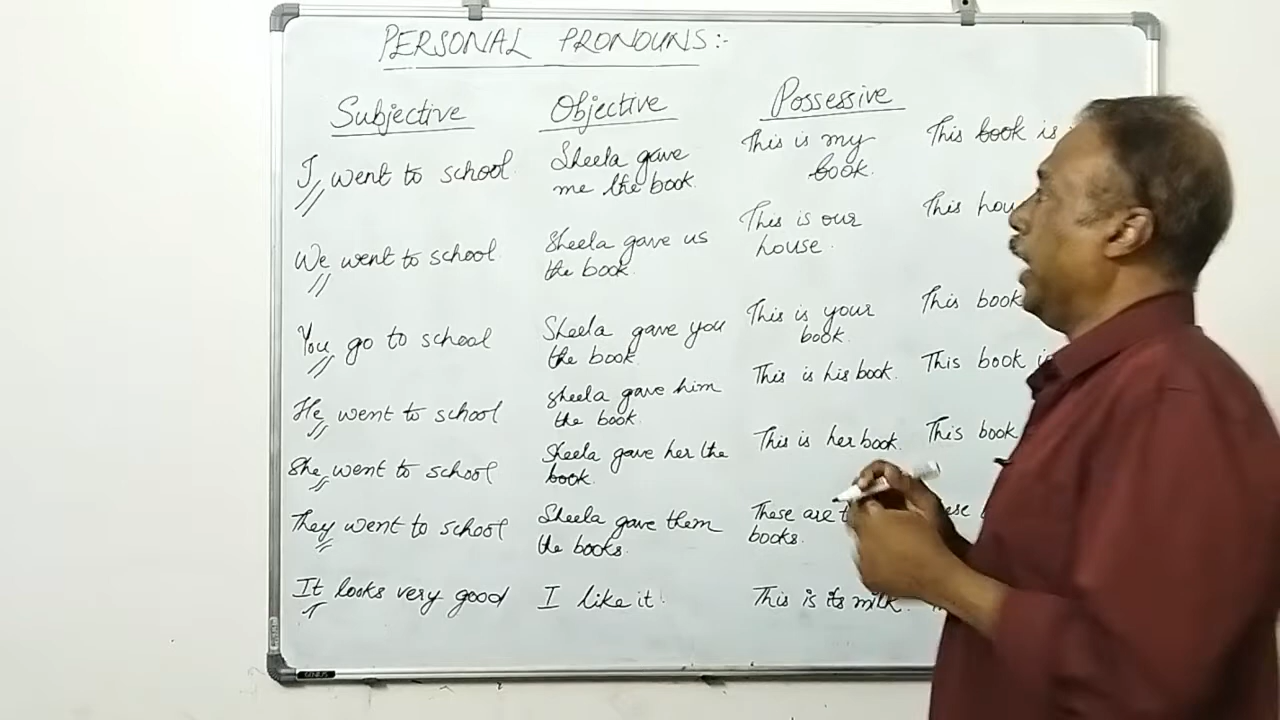 PERSONAL PRONOUNS:-
Subjective
Objective
Possessive
I went to school.
Sheela gave
me the book.
This is my
book.
This book is
We went to school.
Sheela gave us
the book.
This is our
house.
This
You go to school
Sheela gave you
the book.
This is your
book.
This book
He went to school
Sheela gave him
the book.
This is his book.
This book
She went to school
Sheela gave her the
book.
This is her book.
This book
They went to school
Sheela gave them
the books.
These are
books.
It looks very good
I like it.
This is its milk.
GENIUS